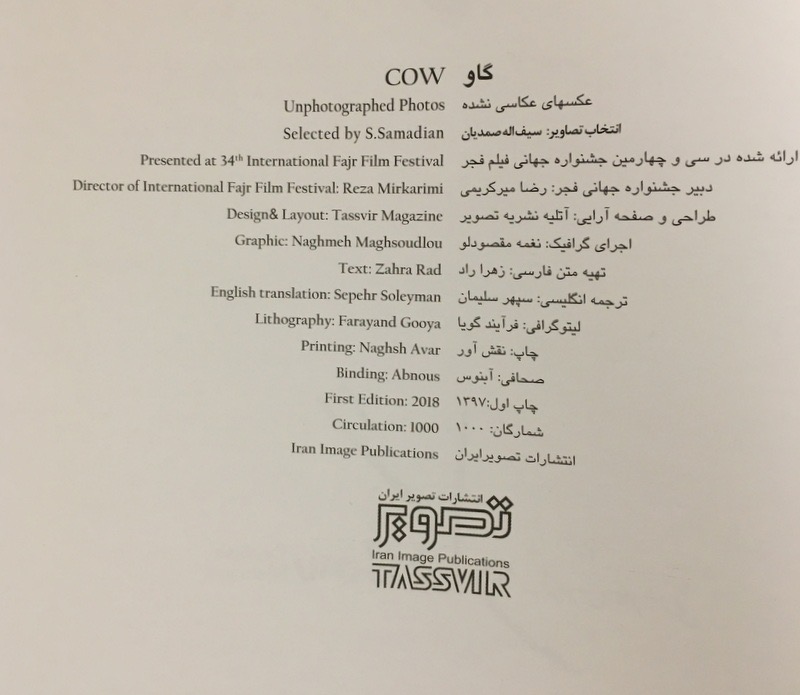 COW گاو
Unphotographed Photos عکسهای عکاسی نشده
Selected by S.Samadian انتخاب تصاویر: سیف‌اله صمدیان
Presented at 34th International Fajr Film Festival ارائه شده در سی و چهارمین جشنواره جهانی فیلم فجر
Director of International Fajr Film Festival: Reza Mirkarimi دبیر جشنواره جهانی فجر: رضا میرکریمی
Design& Layout: Tassvir Magazine طراحی و صفحه آرایی: آتلیه نشریه تصویر
Graphic: Naghmeh Maghsoudlou اجرای گرافیک: نغمه مقصودلو
Text: Zahra Rad تهیه متن فارسی: زهرا راد
English translation: Sepehr Soleyman ترجمه انگلیسی: سپهر سلیمان
Lithography: Farayand Gooya لیتوگرافی: فرآیند گویا
Printing: Naghsh Avar چاپ: نقش آور
Binding: Abnous صحافی: آبنوس
First Edition: 2018 چاپ اول:۱۳۹۷
Circulation: 1000 شمارگان: ۱۰۰۰
Iran Image Publications انتشارات تصویرایران
انتشارات تصویر ایران
تصویر
Iran Image Publications
TASSVIR